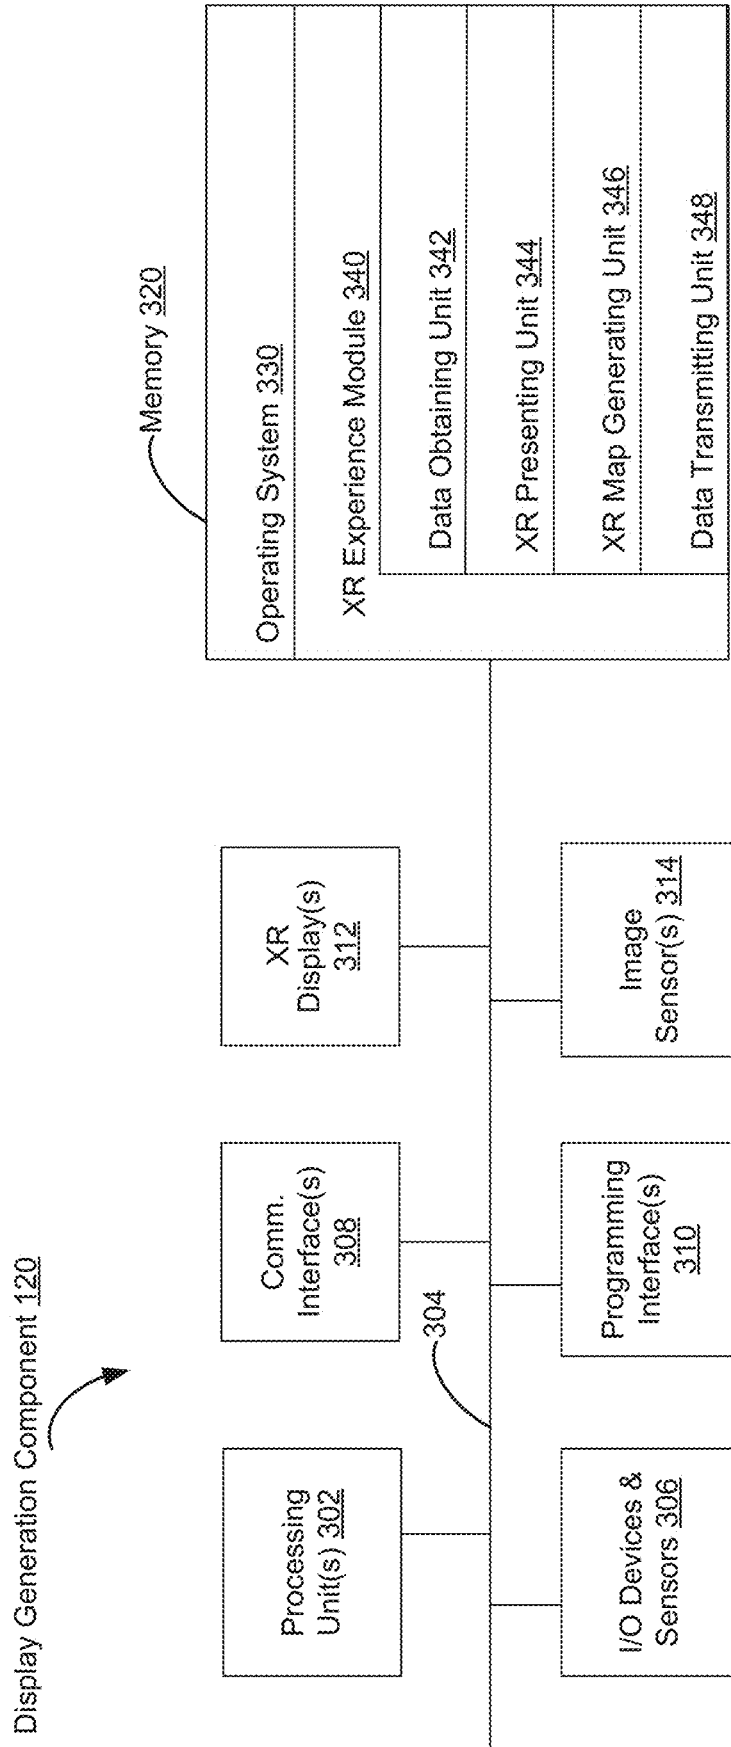 Display Generation Component 120
Processing
Unit(s) 302
Comm.
Interface(s)
308
XR
Display(s)
312
304
I/O Devices &
Sensors 306
Programming
Interface(s)
310
Image
Sensor(s) 314
Memory 320
Operating System 330
XR Experience Module 340
Data Obtaining Unit 342
XR Presenting Unit 344
XR Map Generating Unit 346
Data Transmitting Unit 348